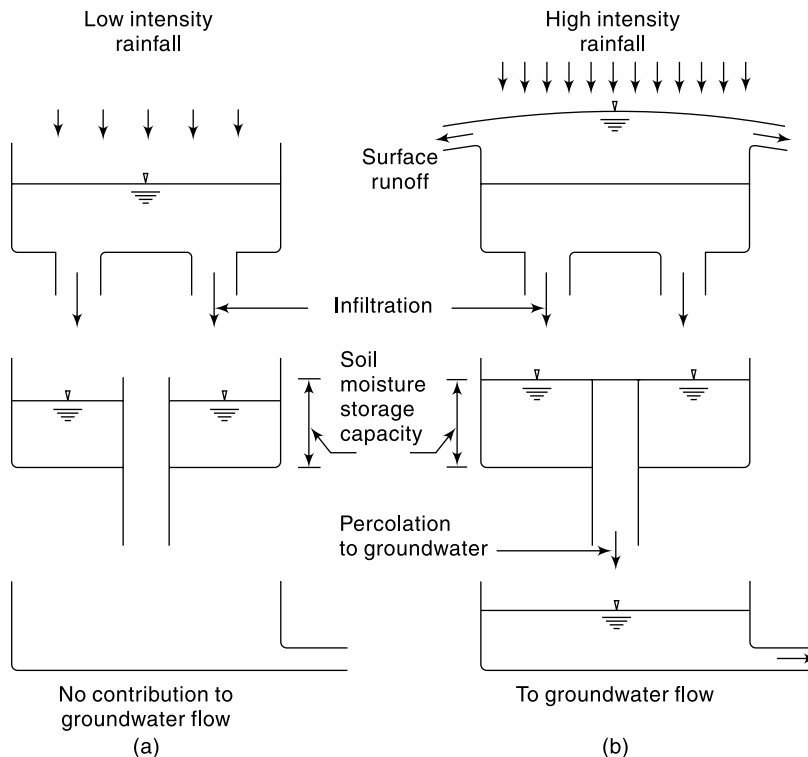 Low intensity
rainfall
High intensity
rainfall
Surface
runoff
Infiltration
Soil
moisture
storage
capacity
Percolation
to groundwater
No contribution to
groundwater flow
(a)
To groundwater flow
(b)